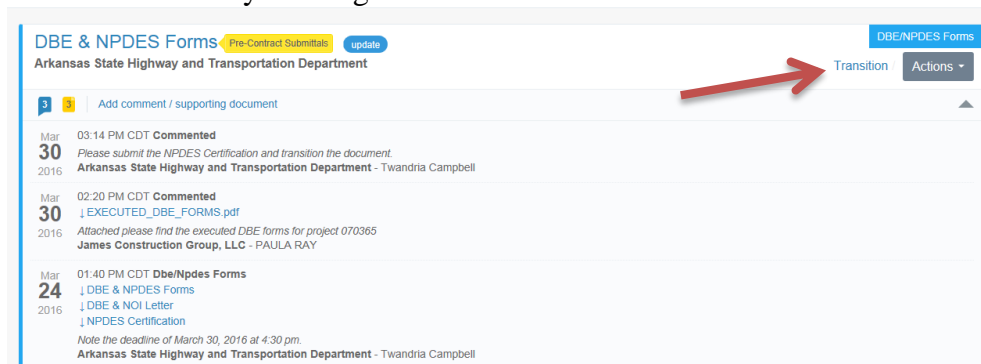 DBE & NPDES Forms Pre-Contract Submittals update DBE/NPDES Forms
Arkansas State Highway and Transportation Department Transition / Actions
3 3 Add comment / supporting document
Mar 30 2016
03:14 PM CDT Commented
Please submit the NPDES Certification and transition the document.
Arkansas State Highway and Transportation Department - Twandria Campbell
Mar 30 2016
02:20 PM CDT Commented
↓EXECUTED_DBE_FORMS.pdf
Attached please find the executed DBE forms for project 070365
James Construction Group, LLC - PAULA RAY
Mar 24 2016
01:40 PM CDT Dbe/Npdes Forms
↓DBE & NPDES Forms
↓DBE & NOI Letter
↓NPDES Certification
Note the deadline of March 30, 2016 at 4:30 pm.
Arkansas State Highway and Transportation Department - Twandria Campbell